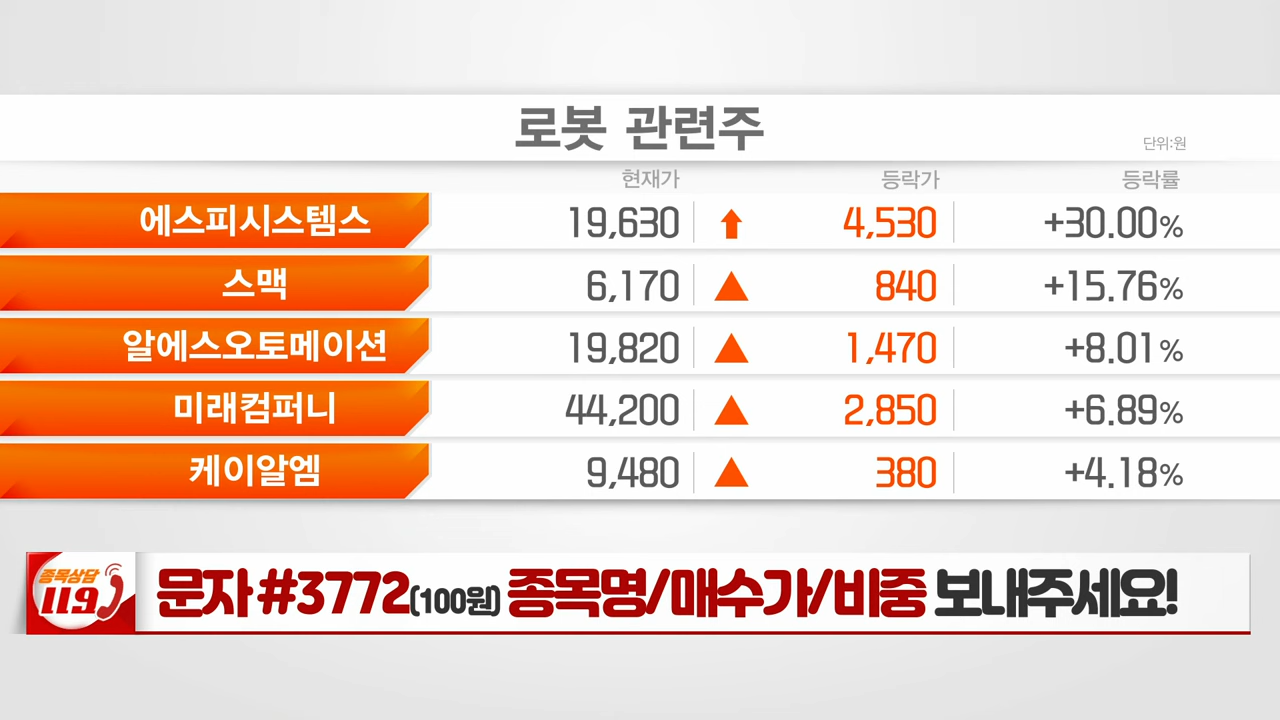 로봇 관련주
단위:원
현재가 등락가 등락률
에스피시스템스 19,630 4,530 +30.00%
스맥 6,170 ▲ 840 +15.76%
알에스오토메이션 19,820 ▲ 1,470 +8.01%
미래컴퍼니 44,200 ▲ 2,850 +6.89%
케이알엠 9,480 ▲ 380 +4.18%
종목상담
119
문자 #3772(100원) 종목명/매수가/비중 보내주세요!